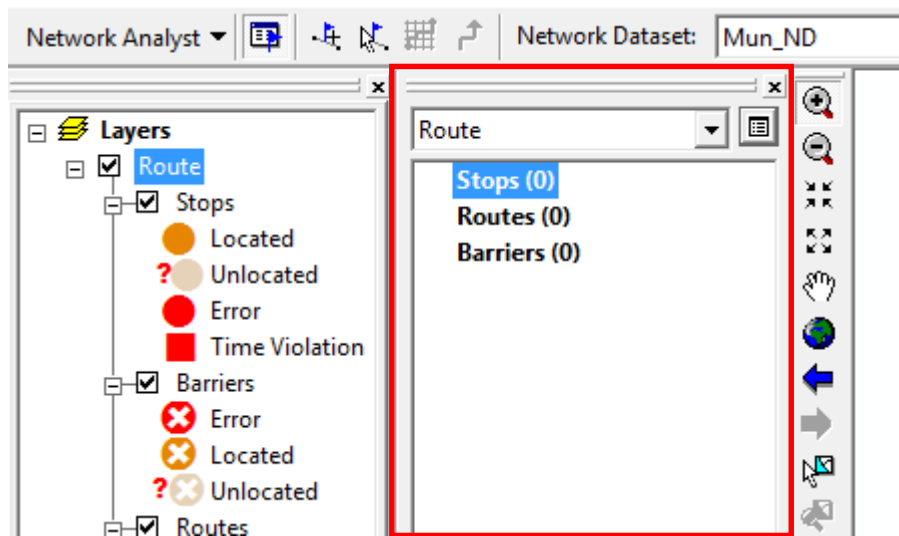 Network Analyst
Network Dataset: Mun_ND
Layers
Route
Stops
Located
? Unlocated
Error
Time Violation
Barriers
Error
Located
? Unlocated
Routes
Route
Stops (0)
Routes (0)
Barriers (0)